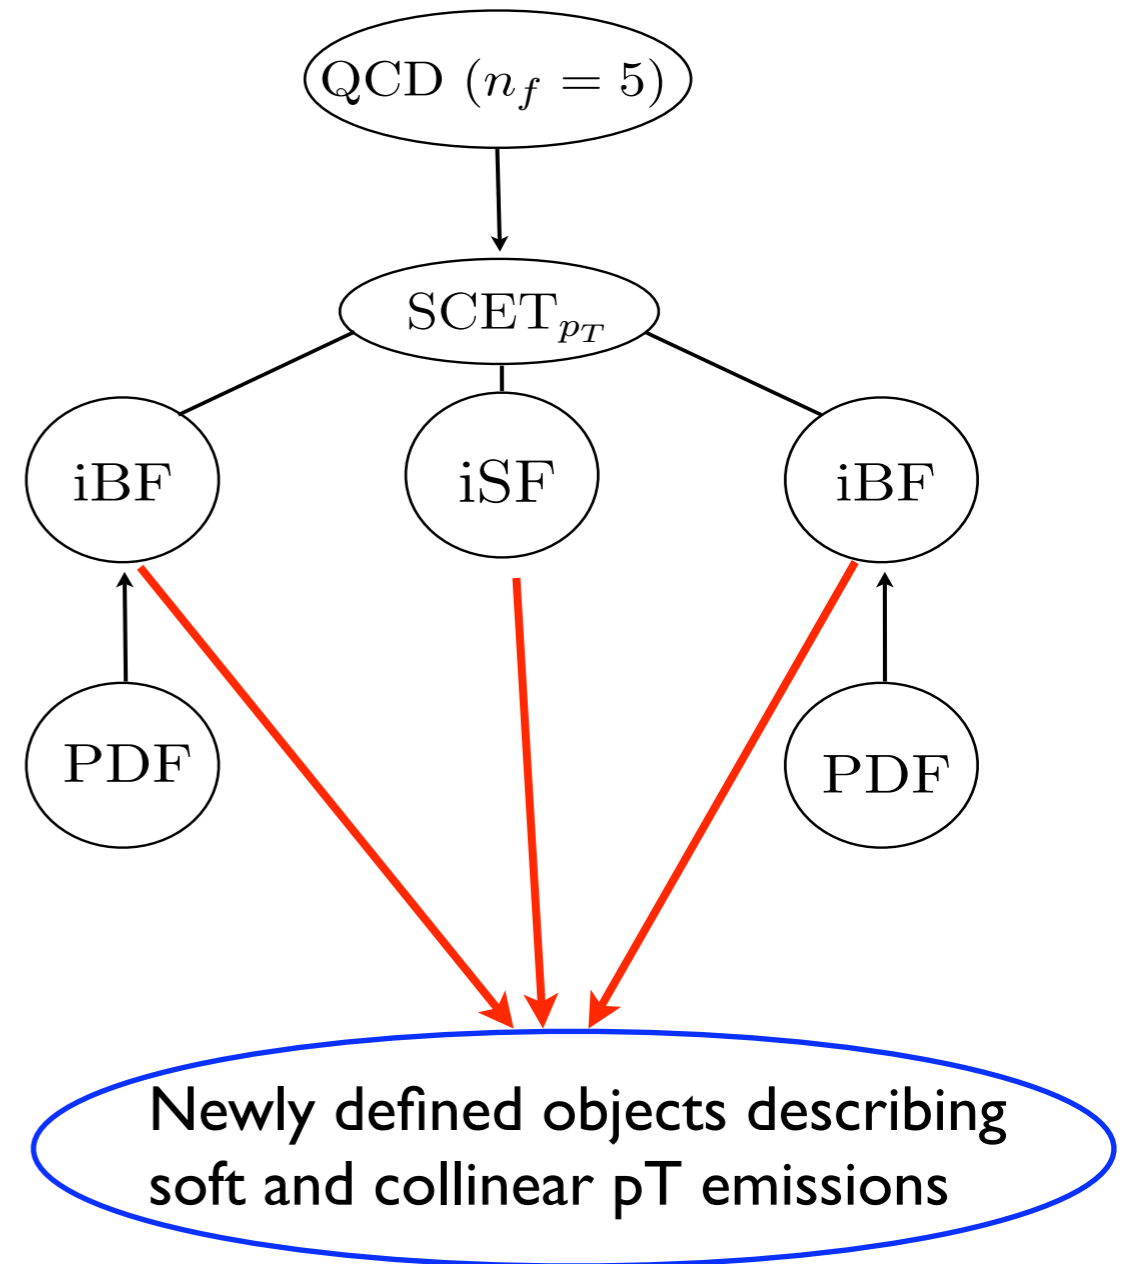 QCD (n_f = 5)
SCET_{p_T}
iBF
iSF
iBF
PDF
PDF
Newly defined objects describing
soft and collinear pT emissions